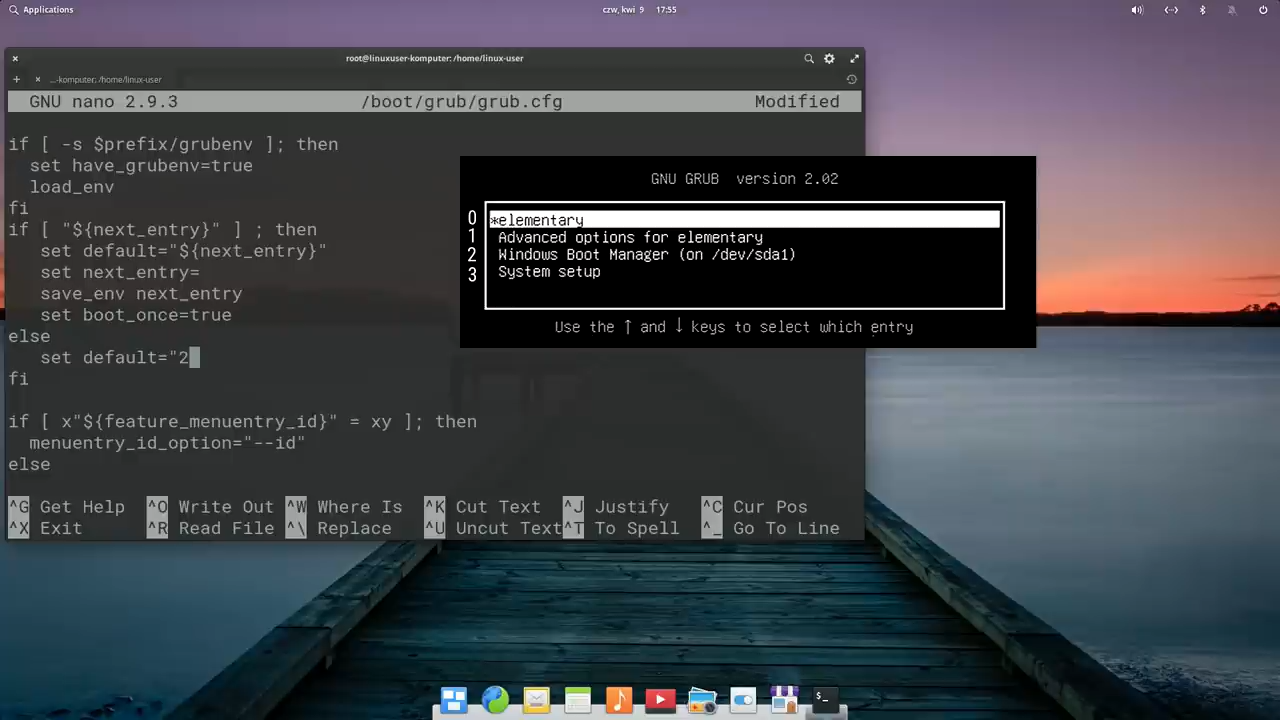 Applications
czw, kwi 9 17:55
root@linuxuser-komputer: /home/linux-user
...-komputer: /home/linux-user
GNU nano 2.9.3 /boot/grub/grub.cfg Modified
if [ -s $prefix/grubenv ]; then
set have_grubenv=true
load_env
fi
if [ "${next_entry}" ] ; then
set default="${next_entry}"
set next_entry=
save_env next_entry
set boot_once=true
else
set default="2
fi
if [ x"${feature_menuentry_id}" = xy ]; then
menuentry_id_option="--id"
else
^G Get Help ^O Write Out ^W Where Is ^K Cut Text ^J Justify ^C Cur Pos
^X Exit ^R Read File ^\ Replace ^U Uncut Text ^T To Spell ^_ Go To Line
GNU GRUB version 2.02
0 *elementary
1 Advanced options for elementary
2 Windows Boot Manager (on /dev/sda1)
3 System setup
Use the ↑ and ↓ keys to select which entry